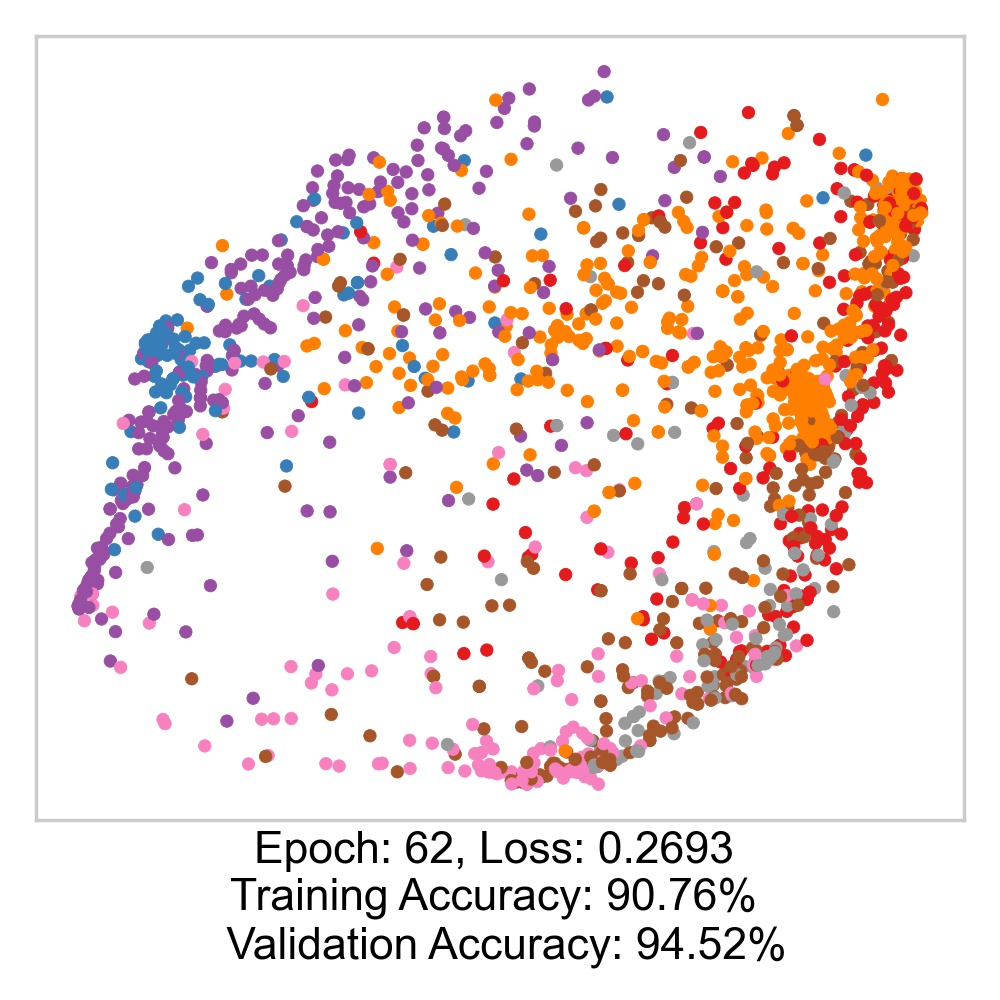 Epoch: 62, Loss: 0.2693
Training Accuracy: 90.76%
Validation Accuracy: 94.52%